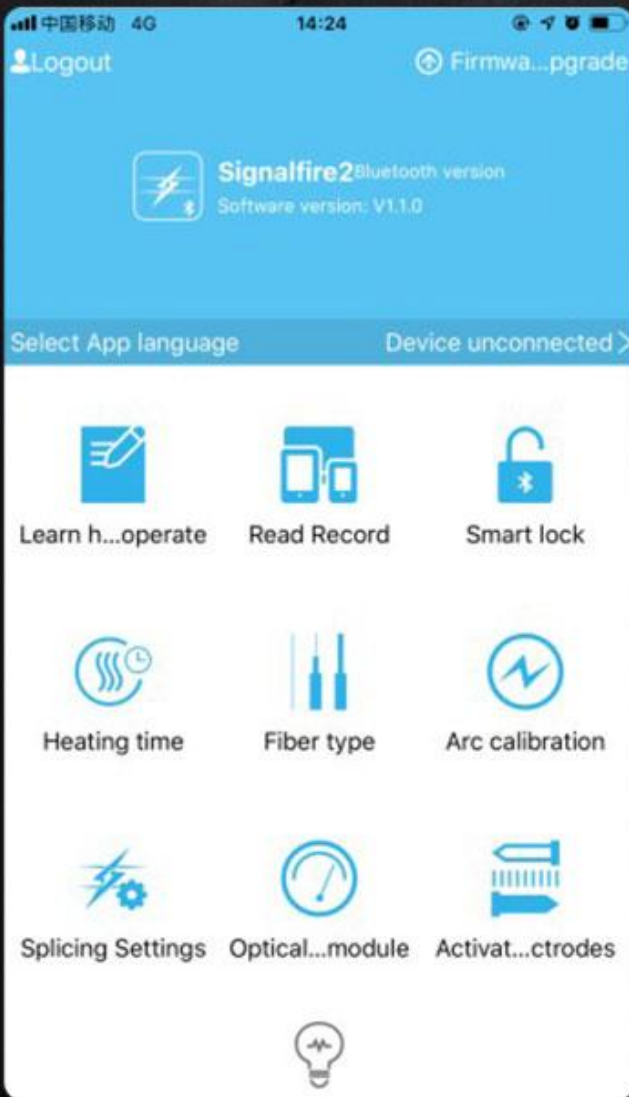 中国移动 4G 14:24
Logout Firmwa...pgrade
Signalfire2 Bluetooth version
Software version: V1.1.0
Select App language Device unconnected
Learn h...operate Read Record Smart lock
Heating time Fiber type Arc calibration
Splicing Settings Optical...module Activat...ctrodes